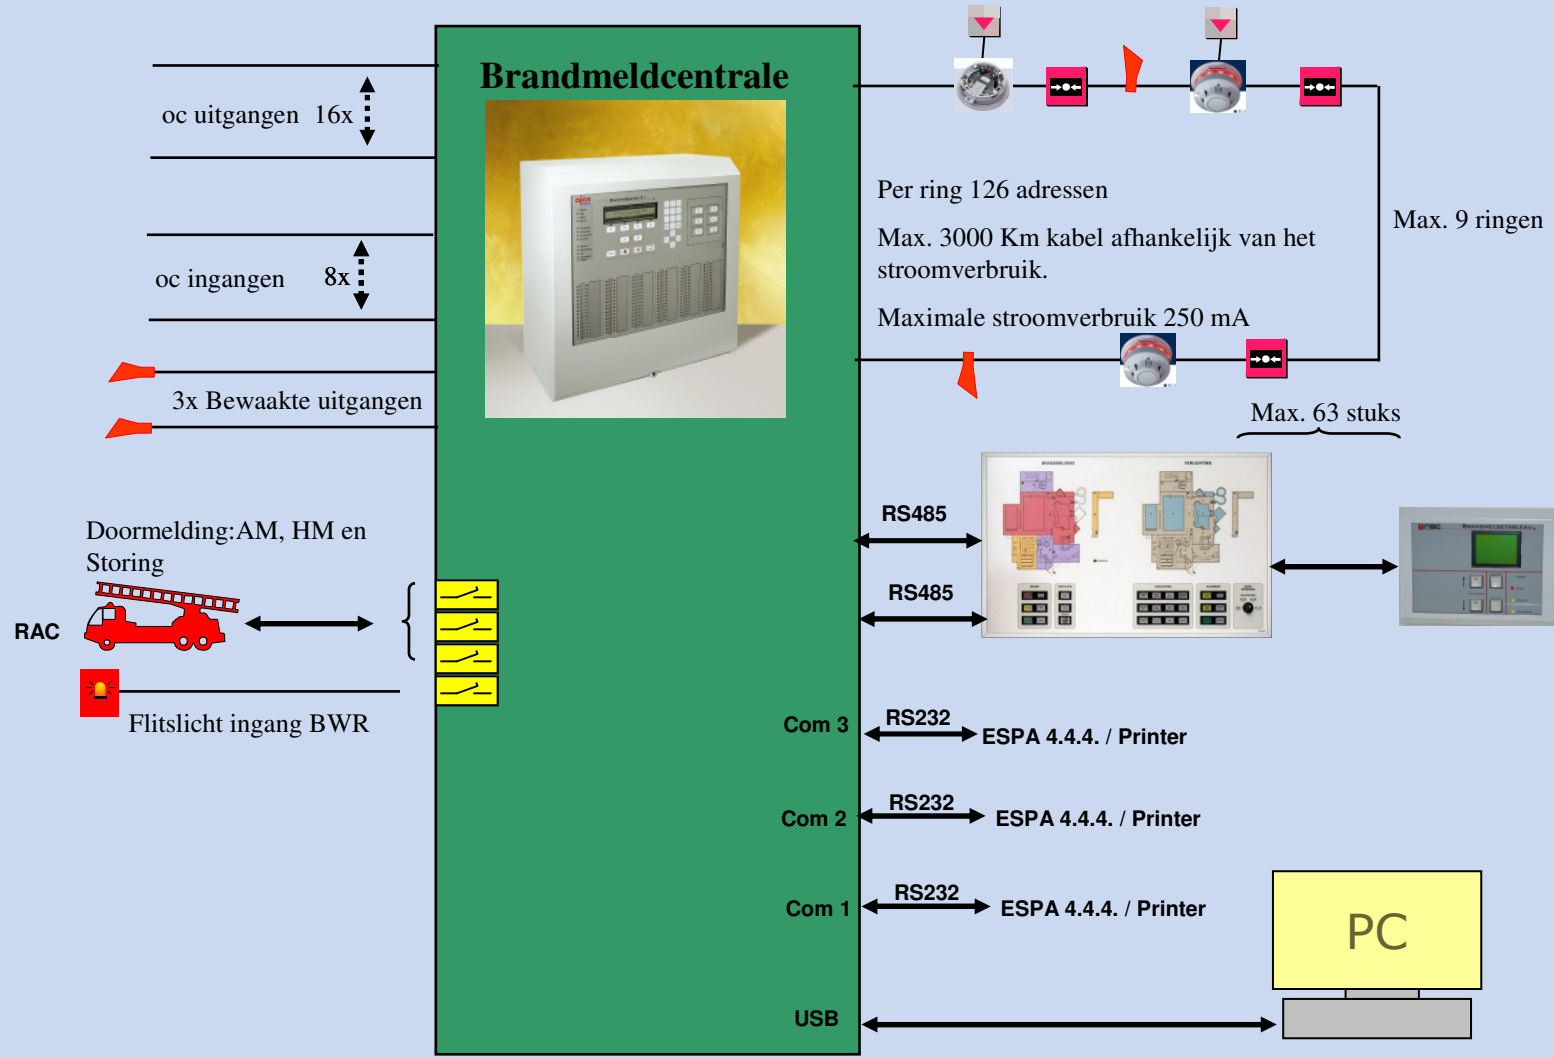 Brandmeldcentrale
oc uitgangen 16x
oc ingangen 8x
3x Bewaakte uitgangen
Doormelding:AM, HM en
Storing
RAC
Flitslicht ingang BWR
Per ring 126 adressen
Max. 3000 Km kabel afhankelijk van het
stroomverbruik.
Maximale stroomverbruik 250 mA
Max. 9 ringen
Max. 63 stuks
BRANDMELDING
VERLICHTING
BRANDMELDTABLEAU
RS485
RS485
Com 3
RS232
ESPA 4.4.4. / Printer
Com 2
RS232
ESPA 4.4.4. / Printer
Com 1
RS232
ESPA 4.4.4. / Printer
USB
PC